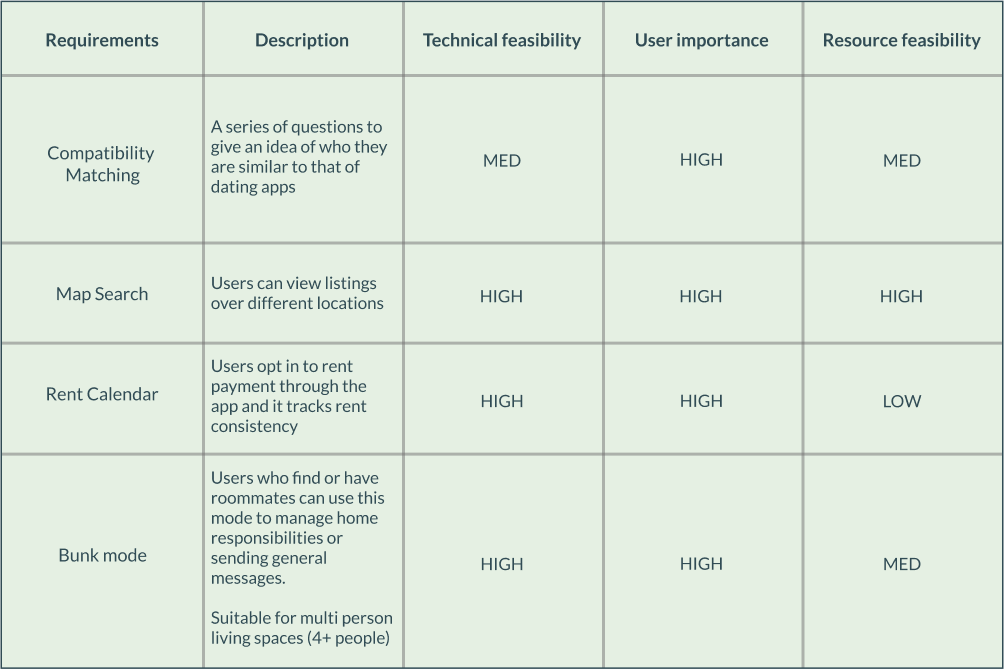 Requirements
Description
Technical feasibility
User importance
Resource feasibility
Compatibility
Matching
A series of questions to
give an idea of who they
are similar to that of
dating apps
MED
HIGH
MED
Map Search
Users can view listings
over different locations
HIGH
HIGH
HIGH
Rent Calendar
Users opt in to rent
payment through the
app and it tracks rent
consistency
HIGH
HIGH
LOW
Bunk mode
Users who find or have
roommates can use this
mode to manage home
responsibilities or
sending general
messages.
Suitable for multi person
living spaces (4+ people)
HIGH
HIGH
MED